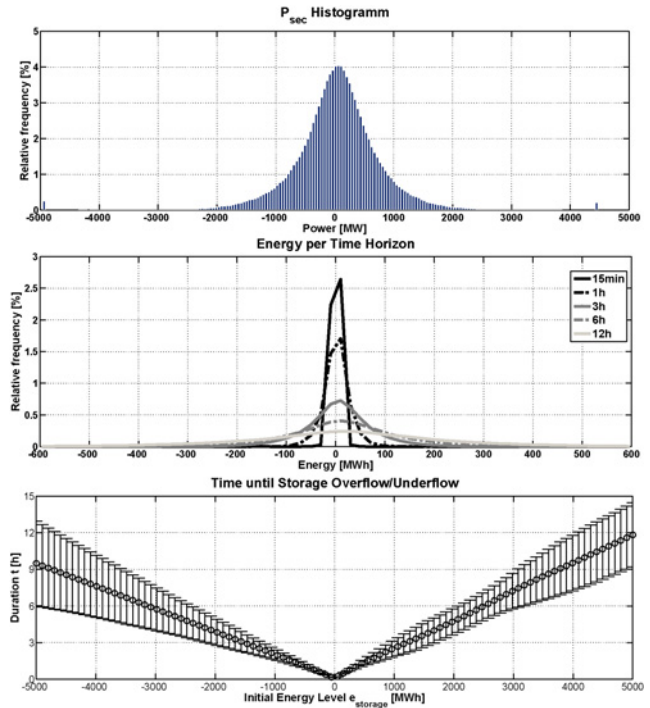 P_sec Histogramm
Relative frequency [%]
5
4
3
2
1
0
-5000 -4000 -3000 -2000 -1000 0 1000 2000 3000 4000 5000
Power [MW]
Energy per Time Horizon
Relative frequency [%]
3
2.5
2
1.5
1
0.5
0
15min
1h
3h
6h
12h
-600 -500 -400 -300 -200 -100 0 100 200 300 400 500 600
Energy [MWh]
Time until Storage Overflow/Underflow
Duration t [h]
15
12
9
6
3
0
-5000 -4000 -3000 -2000 -1000 0 1000 2000 3000 4000 5000
Initial Energy Level e_storage [MWh]